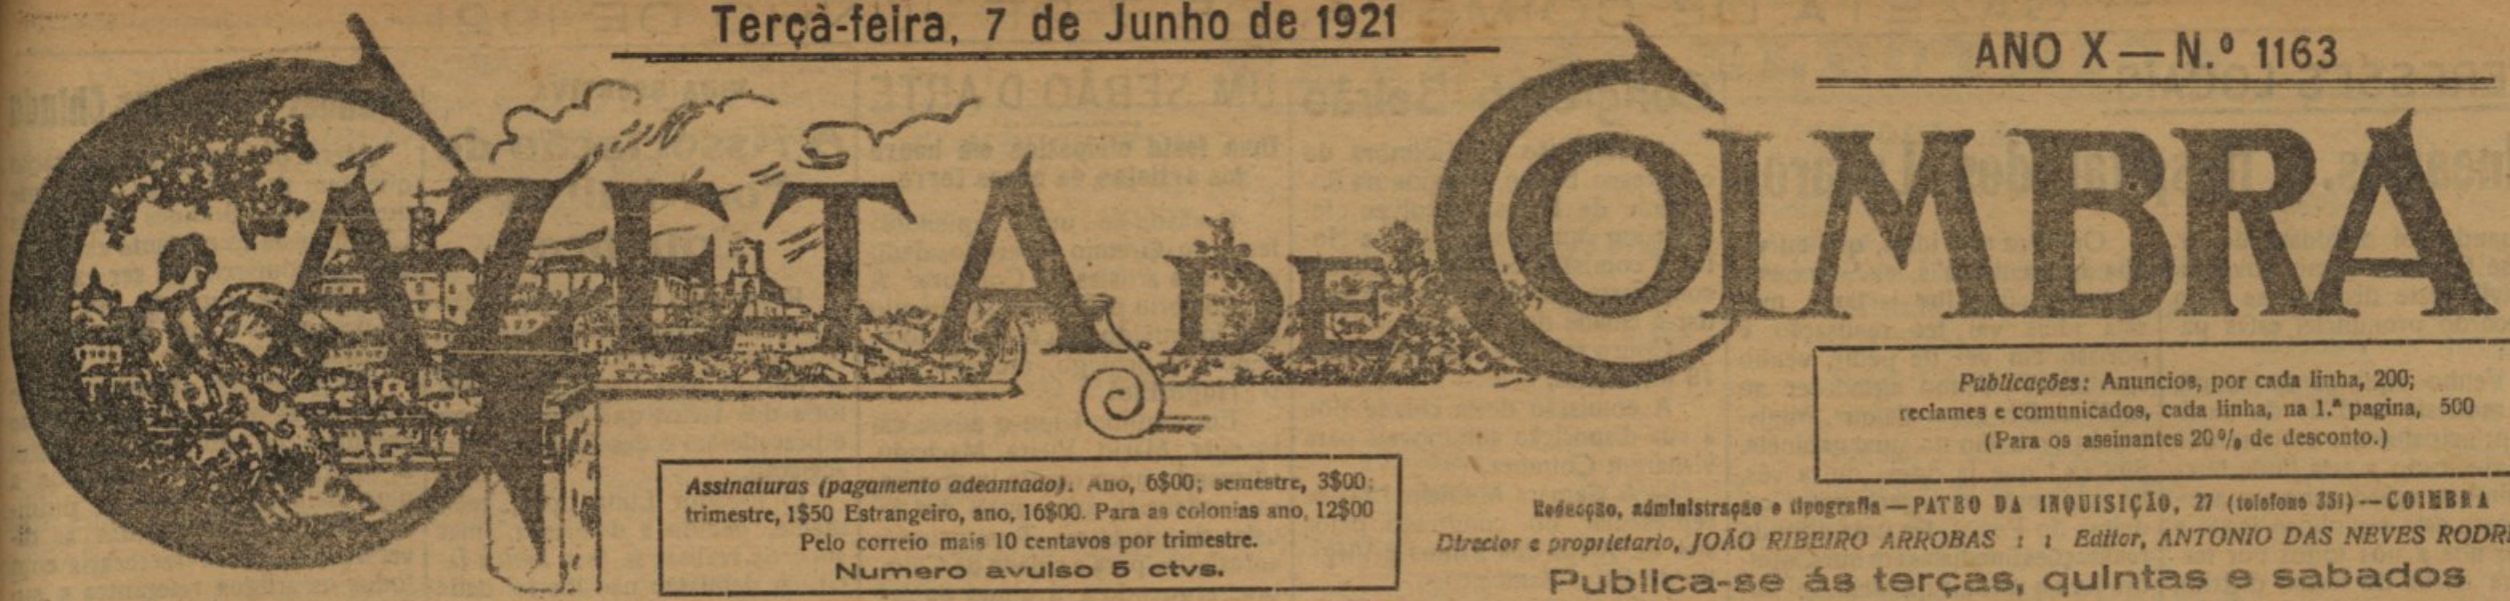 Terçà-feira, 7 de Junho de 1921
ANO X — N.º 1163
GAZETA DE COIMBRA
Publicações: Anuncios, por cada linha, 200;
reclames e comunicados, cada linha, na 1.ª pagina, 500
(Para os assinantes 20 % de desconto.)
Assinaturas (pagamento adeantado). Ano, 6$00; semestre, 3$00;
trimestre, 1$50 Estrangeiro, ano, 16$00. Para as colonias ano, 12$00
Pelo correio mais 10 centavos por trimestre.
Numero avulso 5 ctvs.
Redacção, administração e tipografia — PATEO DA INQUISIÇÃO, 27 (telefone 351) — COIMBRA
Director e proprietario, JOÃO RIBEIRO ARROBAS : : Editor, ANTONIO DAS NEVES RODRI
Publica-se ás terças, quintas e sabados